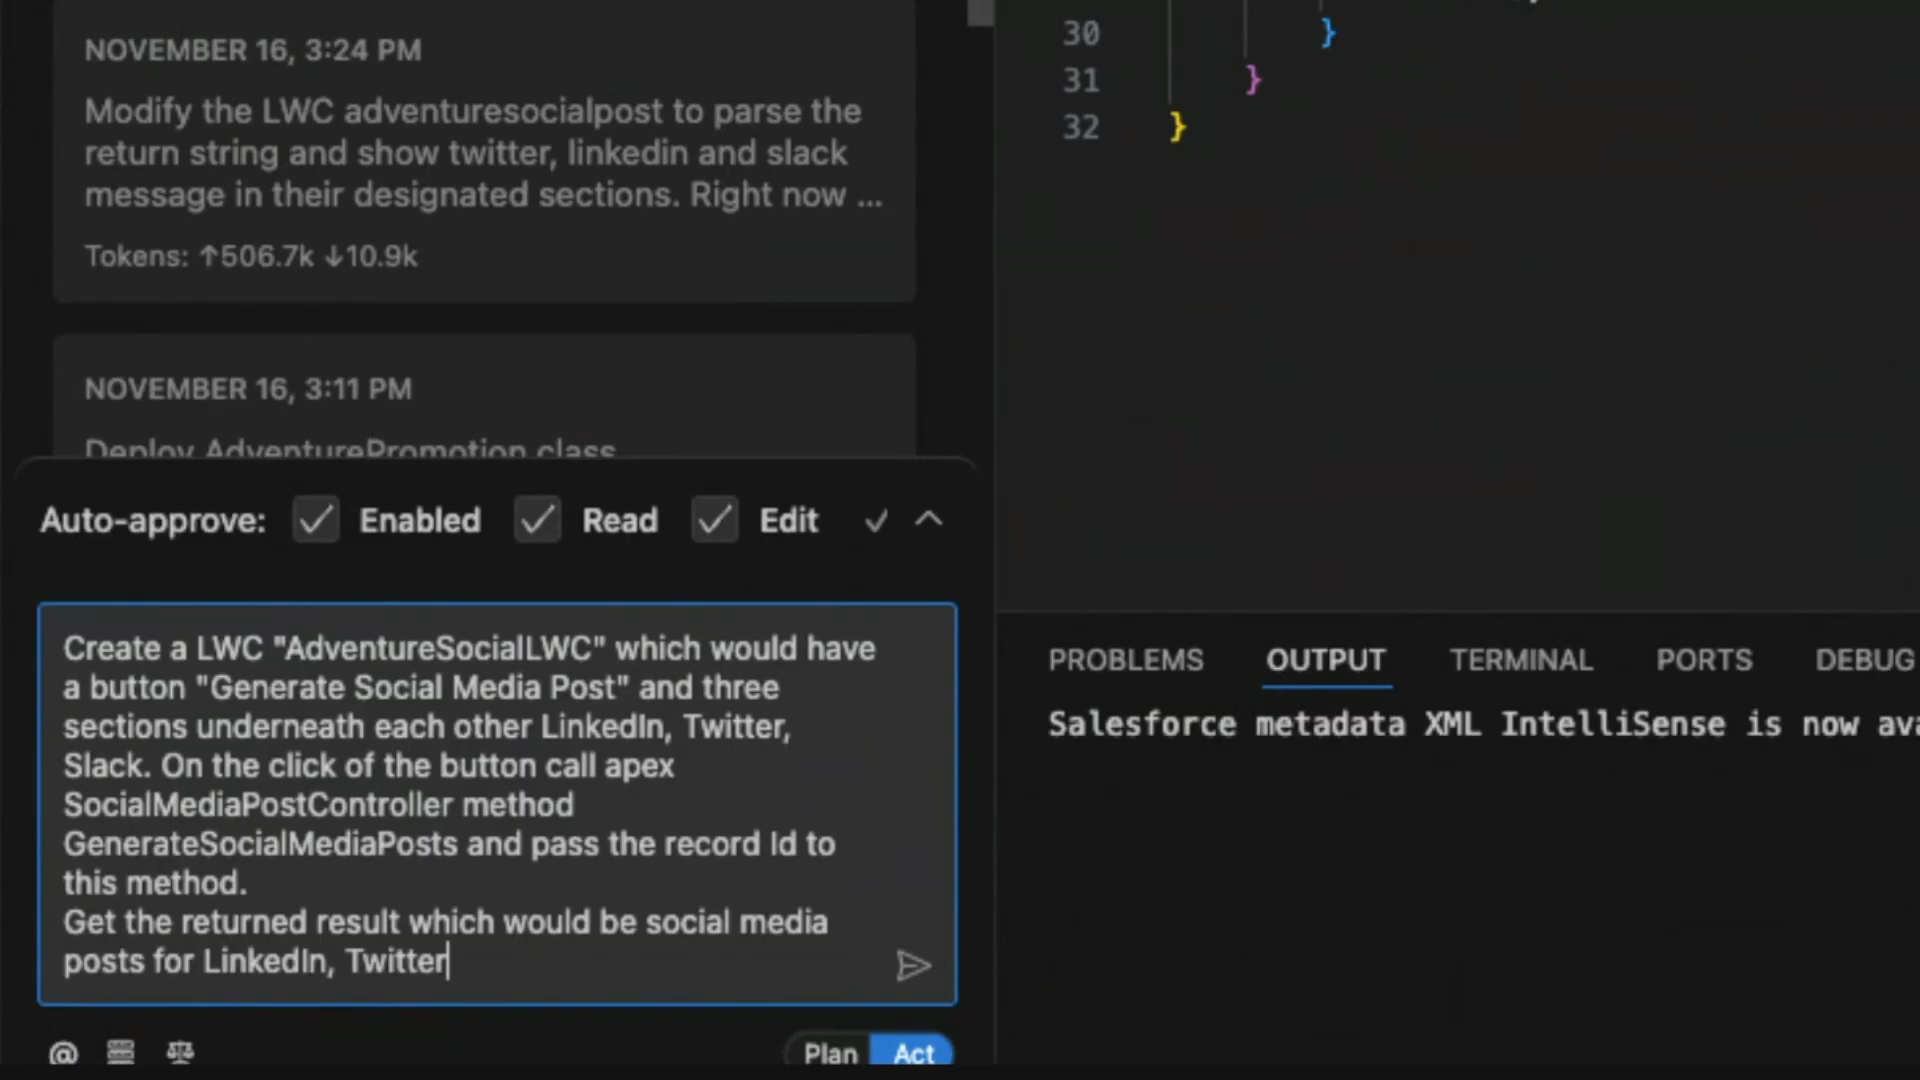 NOVEMBER 16, 3:24 PM
Modify the LWC adventuresocialpost to parse the
return string and show twitter, linkedin and slack
message in their designated sections. Right now ...
Tokens: ↑506.7k ↓10.9k
NOVEMBER 16, 3:11 PM
Deploy AdventurePromotion class
Auto-approve: Enabled Read Edit
Create a LWC "AdventureSocialLWC" which would have
a button "Generate Social Media Post" and three
sections underneath each other LinkedIn, Twitter,
Slack. On the click of the button call apex
SocialMediaPostController method
GenerateSocialMediaPosts and pass the record Id to
this method.
Get the returned result which would be social media
posts for LinkedIn, Twitter
@
Plan Act
30 }
31 }
32 }
PROBLEMS OUTPUT TERMINAL PORTS DEBUG
Salesforce metadata XML IntelliSense is now ava